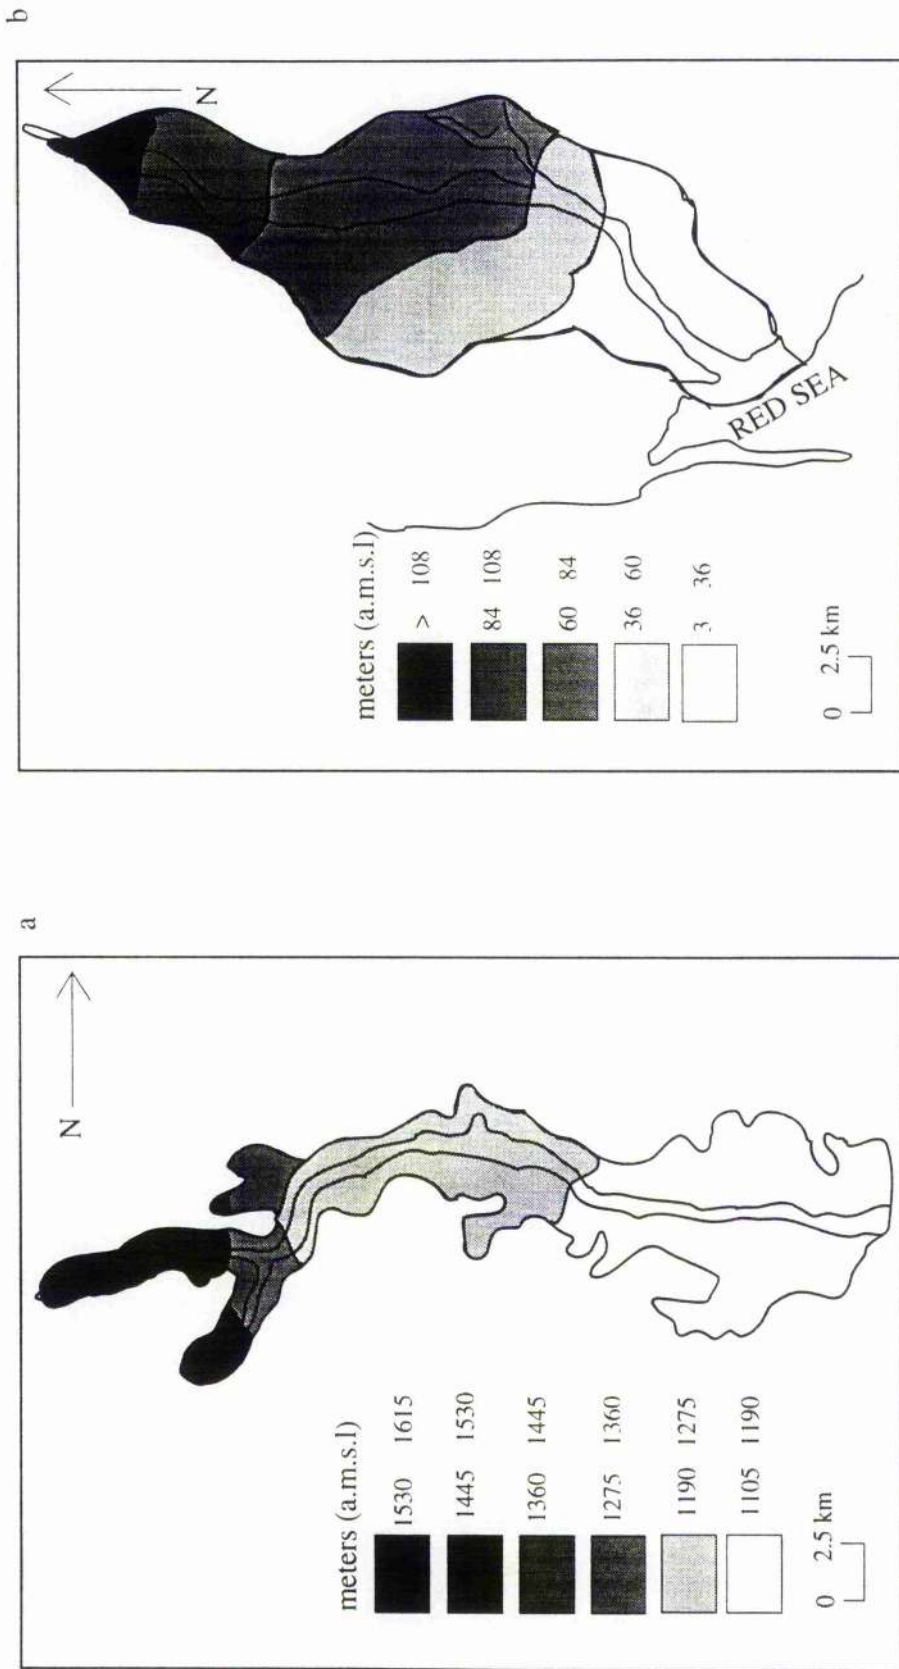 a
N
meters (a.m.s.l)
1530 1615
1445 1530
1360 1445
1275 1360
1190 1275
1105 1190
0 2.5 km
b
N
RED SEA
meters (a.m.s.l)
> 108
84 108
60 84
36 60
3 36
0 2.5 km